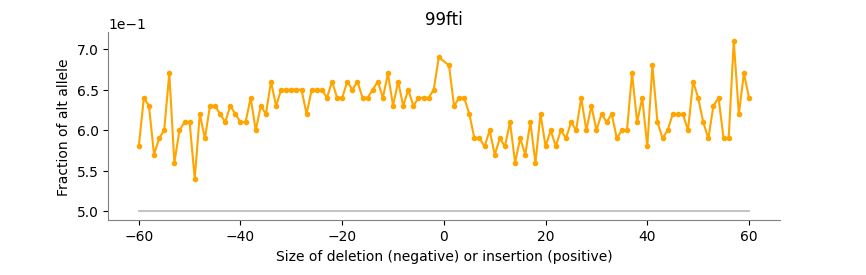 99fti
1e−1
Fraction of alt allele
7.0
6.5
6.0
5.5
5.0
−60 −40 −20 0 20 40 60
Size of deletion (negative) or insertion (positive)